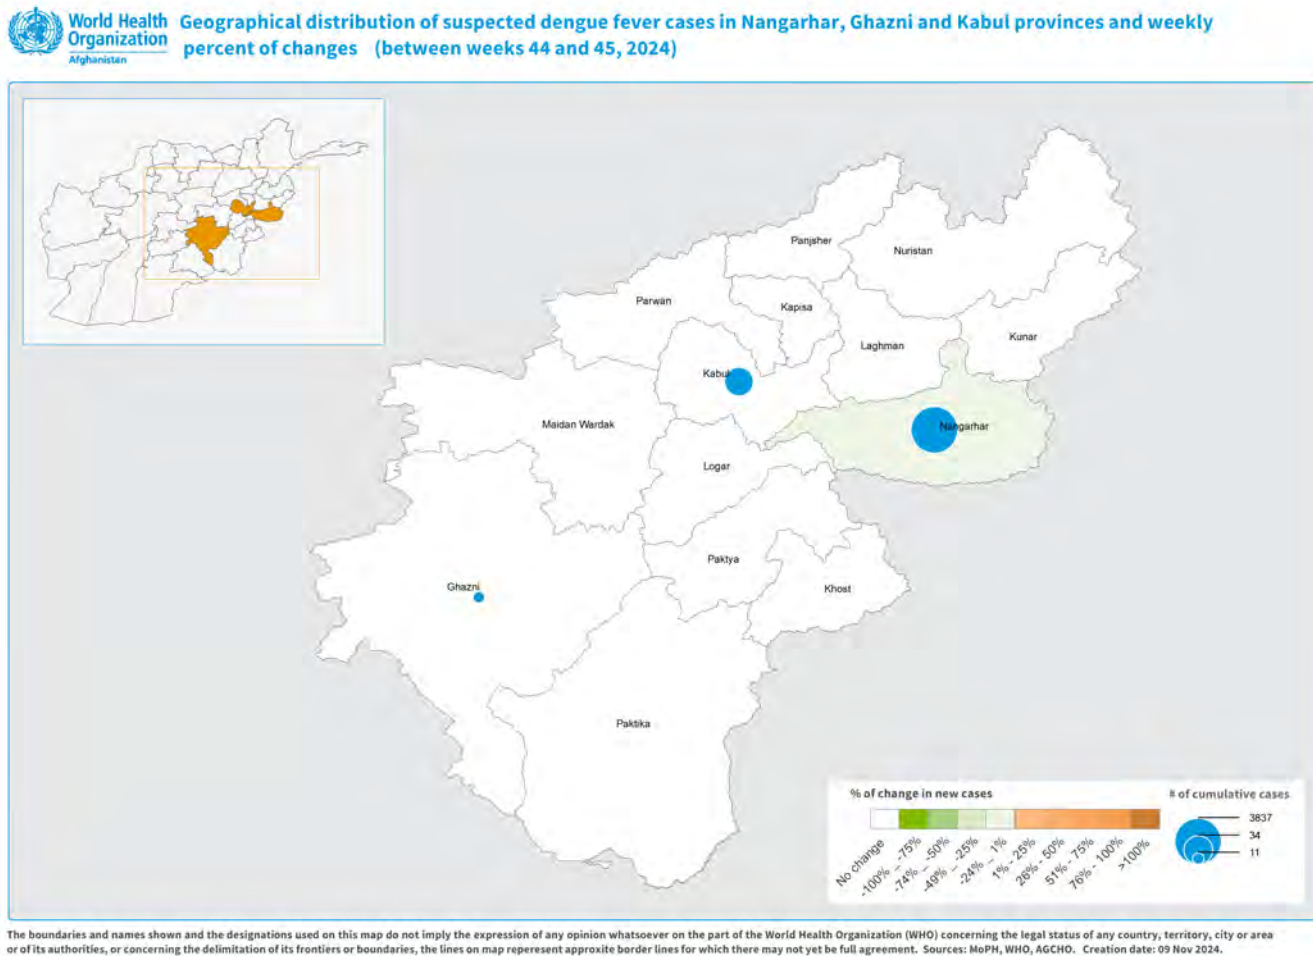 World Health
Organization
Afghanistan
Geographical distribution of suspected dengue fever cases in Nangarhar, Ghazni and Kabul provinces and weekly
percent of changes (between weeks 44 and 45, 2024)
Panjsher
Nuristan
Parwan
Kapisa
Kunar
Laghman
Kabul
Maidan Wardak
Nangarhar
Logar
Paktya
Ghazni
Khost
Paktika
% of change in new cases
No change
-100% _ -75%
-74% _ -50%
-49% _ -25%
-24% _ 1%
1% - 25%
26% - 50%
51% - 75%
76% - 100%
>100%
# of cumulative cases
3837
34
11
The boundaries and names shown and the designations used on this map do not imply the expression of any opinion whatsoever on the part of the World Health Organization (WHO) concerning the legal status of any country, territory, city or area
or of its authorities, or concerning the delimitation of its frontiers or boundaries, the lines on map reperesent approxite border lines for which there may not yet be full agreement. Sources: MoPH, WHO, AGCHO. Creation date: 09 Nov 2024.